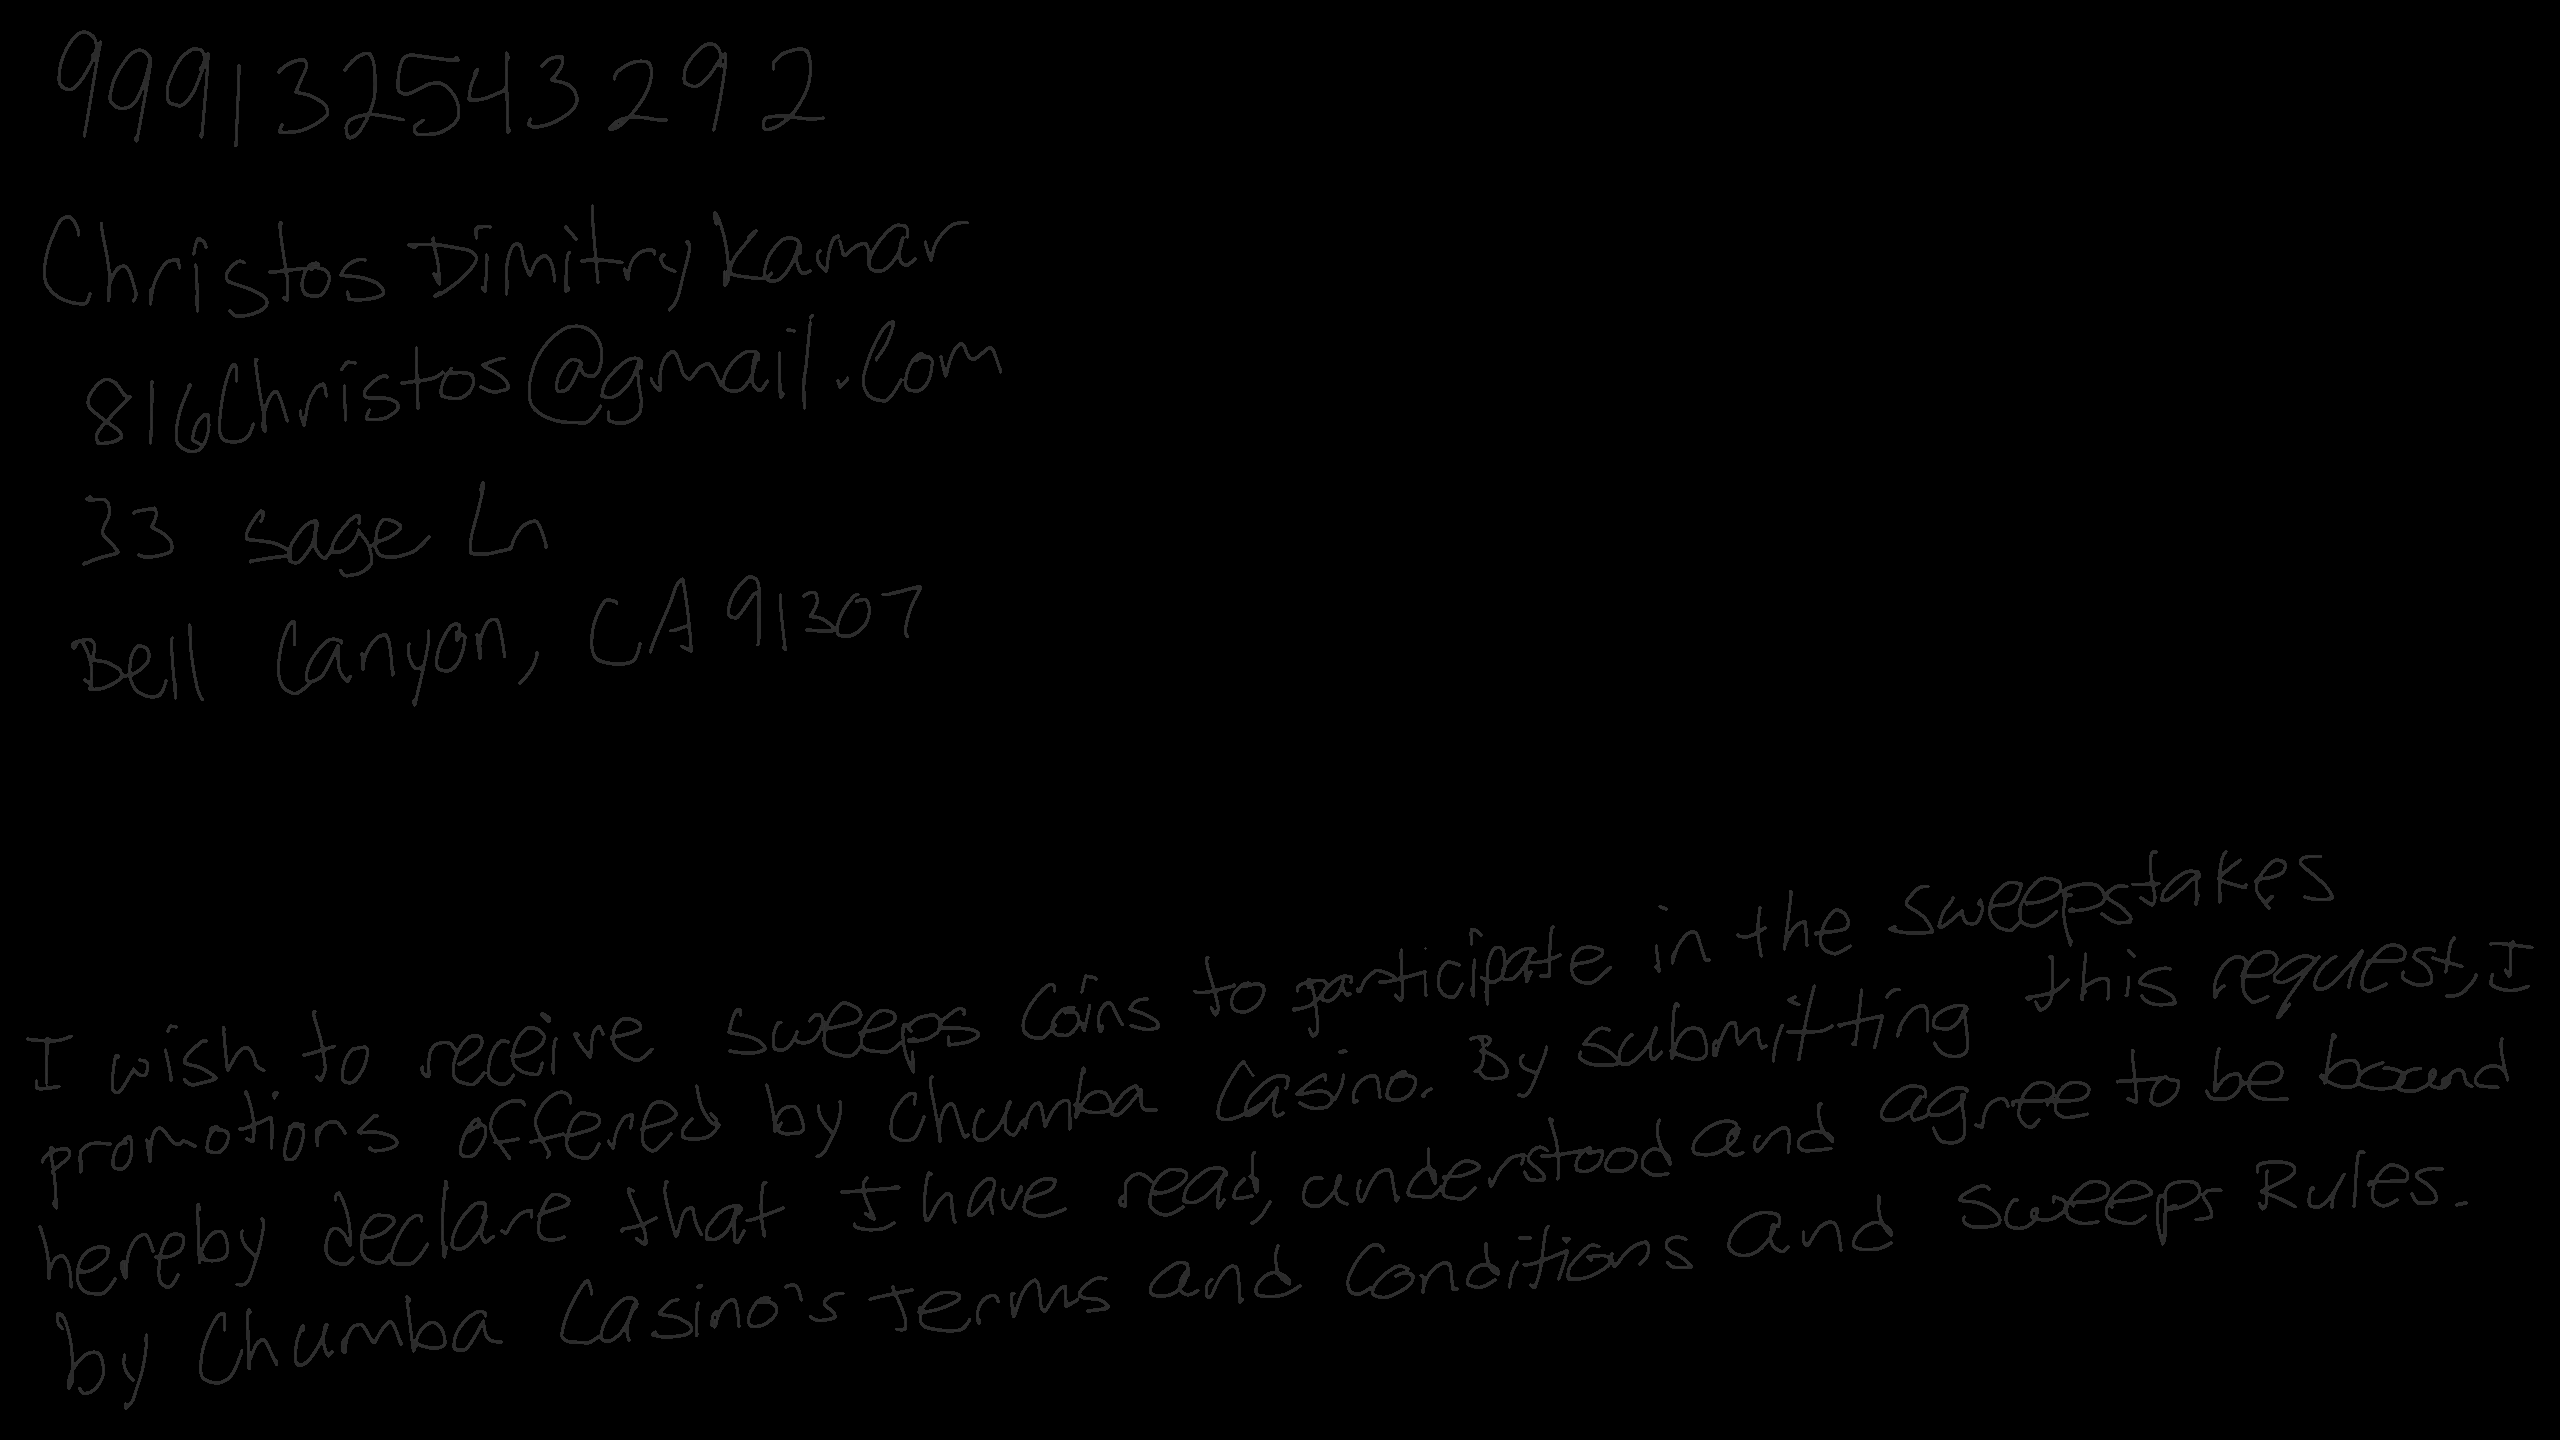 999132543292
Christos Dimitry Kamar
816Christos@gmail.com
33 Sage Ln
Bell Canyon, CA 91307
I wish to receive sweeps coins to participate in the sweepstakes
promotions offered by Chumba Casino. By submitting this request, I
hereby declare that I have read, understood and agree to be bound
by Chumba Casino's Terms and Conditions and Sweeps Rules.